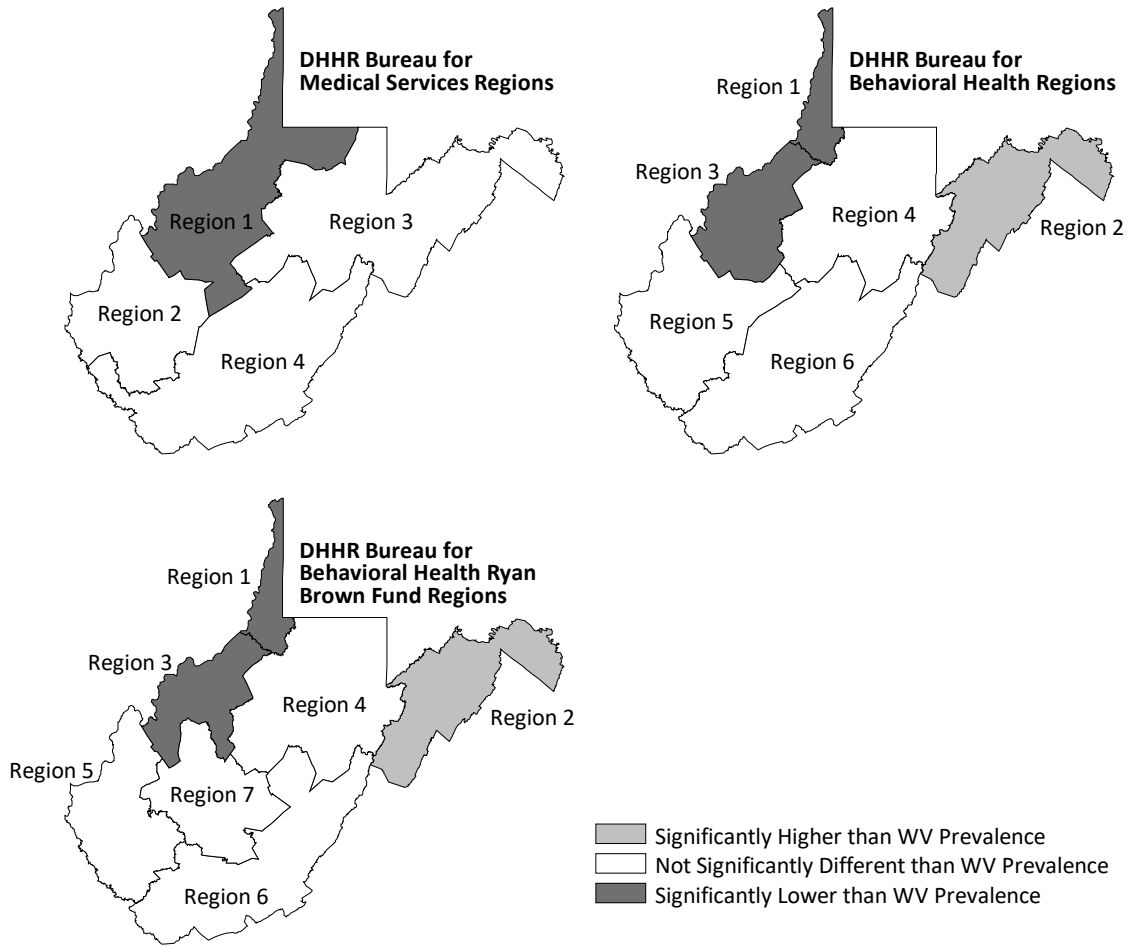 DHHR Bureau for
Medical Services Regions
Region 1
Region 3
Region 2
Region 4
DHHR Bureau for
Behavioral Health Regions
Region 1
Region 3
Region 4
Region 2
Region 5
Region 6
DHHR Bureau for
Behavioral Health Ryan
Brown Fund Regions
Region 1
Region 3
Region 4
Region 2
Region 5
Region 7
Region 6
Significantly Higher than WV Prevalence
Not Significantly Different than WV Prevalence
Significantly Lower than WV Prevalence